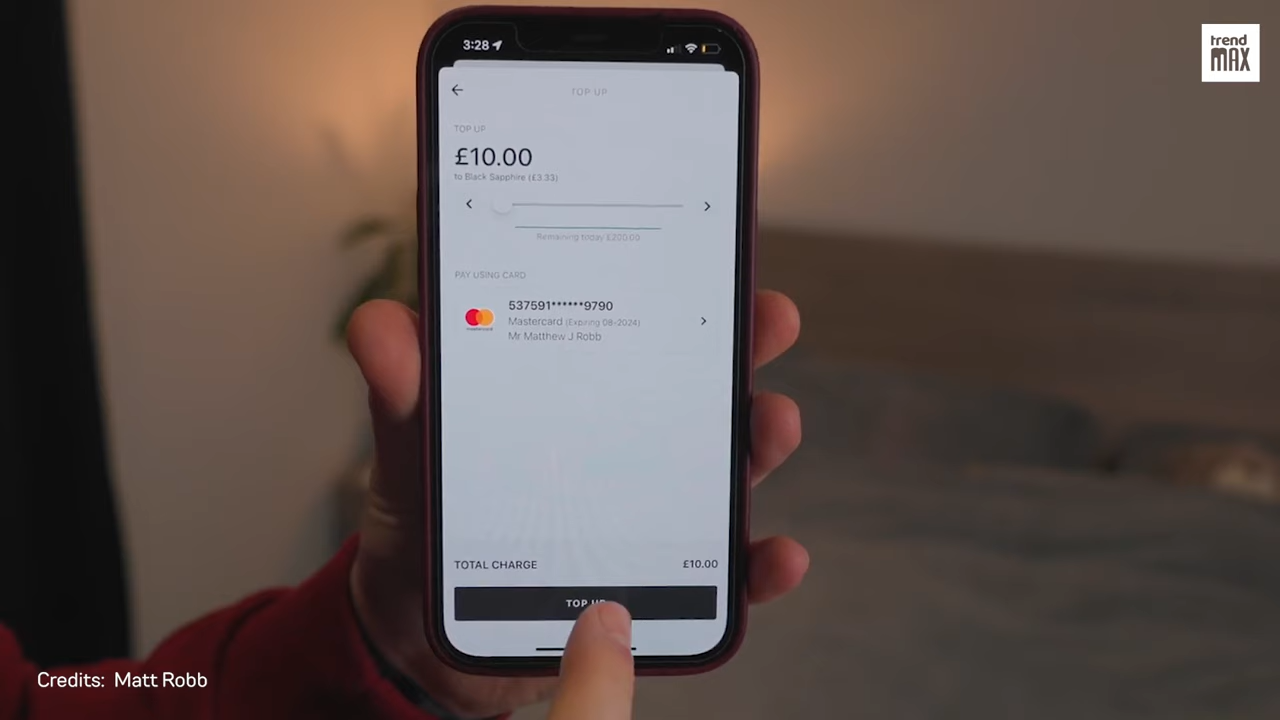 trend
MAX
3:28
TOP UP
TOP UP
£10.00
to Black Sapphire (£3.33)
Remaining today £200.00
PAY USING CARD
537591******9790
Mastercard (Expiring 08-2024)
Mr Matthew J Robb
mastercard
TOTAL CHARGE £10.00
TOP UP
Credits: Matt Robb